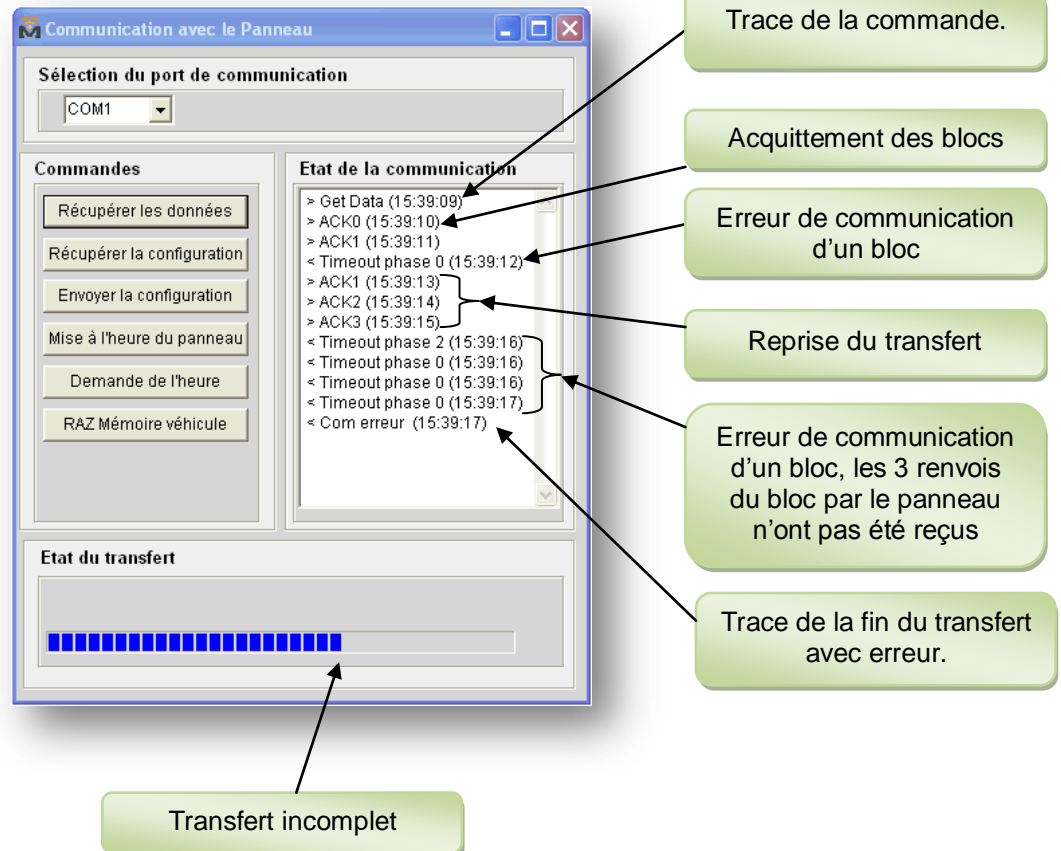 Communication avec le Panneau
Sélection du port de communication
COM1
Commandes
Récupérer les données
Récupérer la configuration
Envoyer la configuration
Mise à l'heure du panneau
Demande de l'heure
RAZ Mémoire véhicule
Etat de la communication
> Get Data (15:39:09)
> ACK0 (15:39:10)
> ACK1 (15:39:11)
< Timeout phase 0 (15:39:12)
> ACK1 (15:39:13)
> ACK2 (15:39:14)
> ACK3 (15:39:15)
< Timeout phase 2 (15:39:16)
< Timeout phase 0 (15:39:16)
< Timeout phase 0 (15:39:16)
< Timeout phase 0 (15:39:17)
< Com erreur (15:39:17)
Etat du transfert
Trace de la commande.
Acquittement des blocs
Erreur de communication
d'un bloc
Reprise du transfert
Erreur de communication
d'un bloc, les 3 renvois
du bloc par le panneau
n'ont pas été reçus
Trace de la fin du transfert
avec erreur.
Transfert incomplet